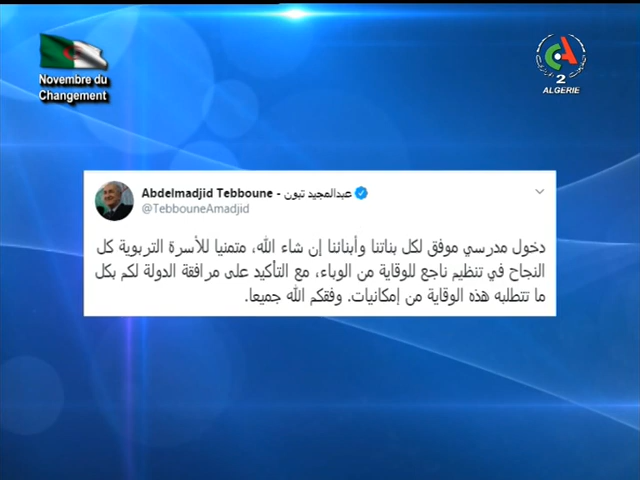 Novembre du
Changement
2
ALGERIE
Abdelmadjid Tebboune - عبدالمجيد تبون
@TebbouneAmadjid
دخول مدرسي موفق لكل بناتنا وأبنائنا إن شاء الله، متمنيا للأسرة التربوية كل
النجاح في تنظيم ناجع للوقاية من الوباء، مع التأكيد على مرافقة الدولة لكم بكل
ما تتطلبه هذه الوقاية من إمكانيات. وفقكم الله جميعا.